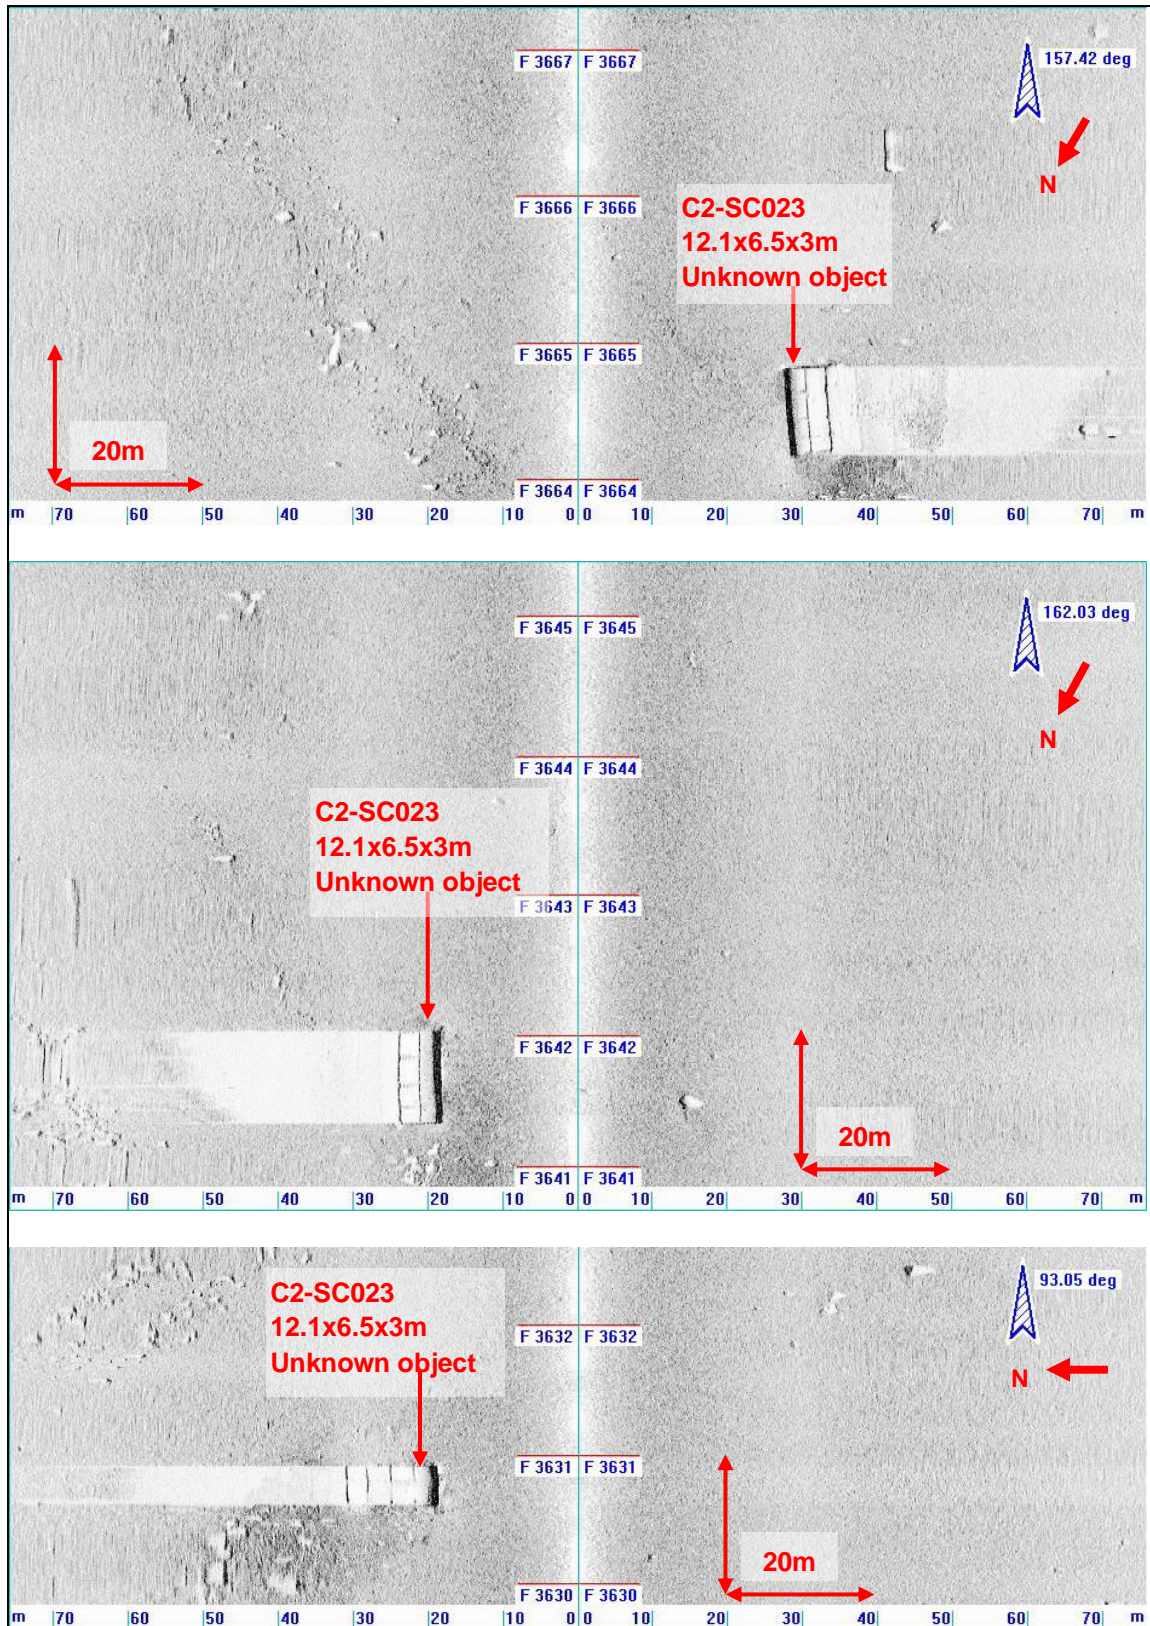 F 3667 F 3667
157.42 deg
N
F 3666 F 3666
C2-SC023
12.1x6.5x3m
Unknown object
F 3665 F 3665
20m
F 3664 F 3664
m 70 60 50 40 30 20 10 0 0 10 20 30 40 50 60 70 m
F 3645 F 3645
162.03 deg
N
F 3644 F 3644
C2-SC023
12.1x6.5x3m
Unknown object
F 3643 F 3643
F 3642 F 3642
20m
F 3641 F 3641
m 70 60 50 40 30 20 10 0 0 10 20 30 40 50 60 70 m
93.05 deg
C2-SC023
12.1x6.5x3m
F 3632 F 3632
Unknown object
N
F 3631 F 3631
20m
F 3630 F 3630
m 70 60 50 40 30 20 10 0 0 10 20 30 40 50 60 70 m